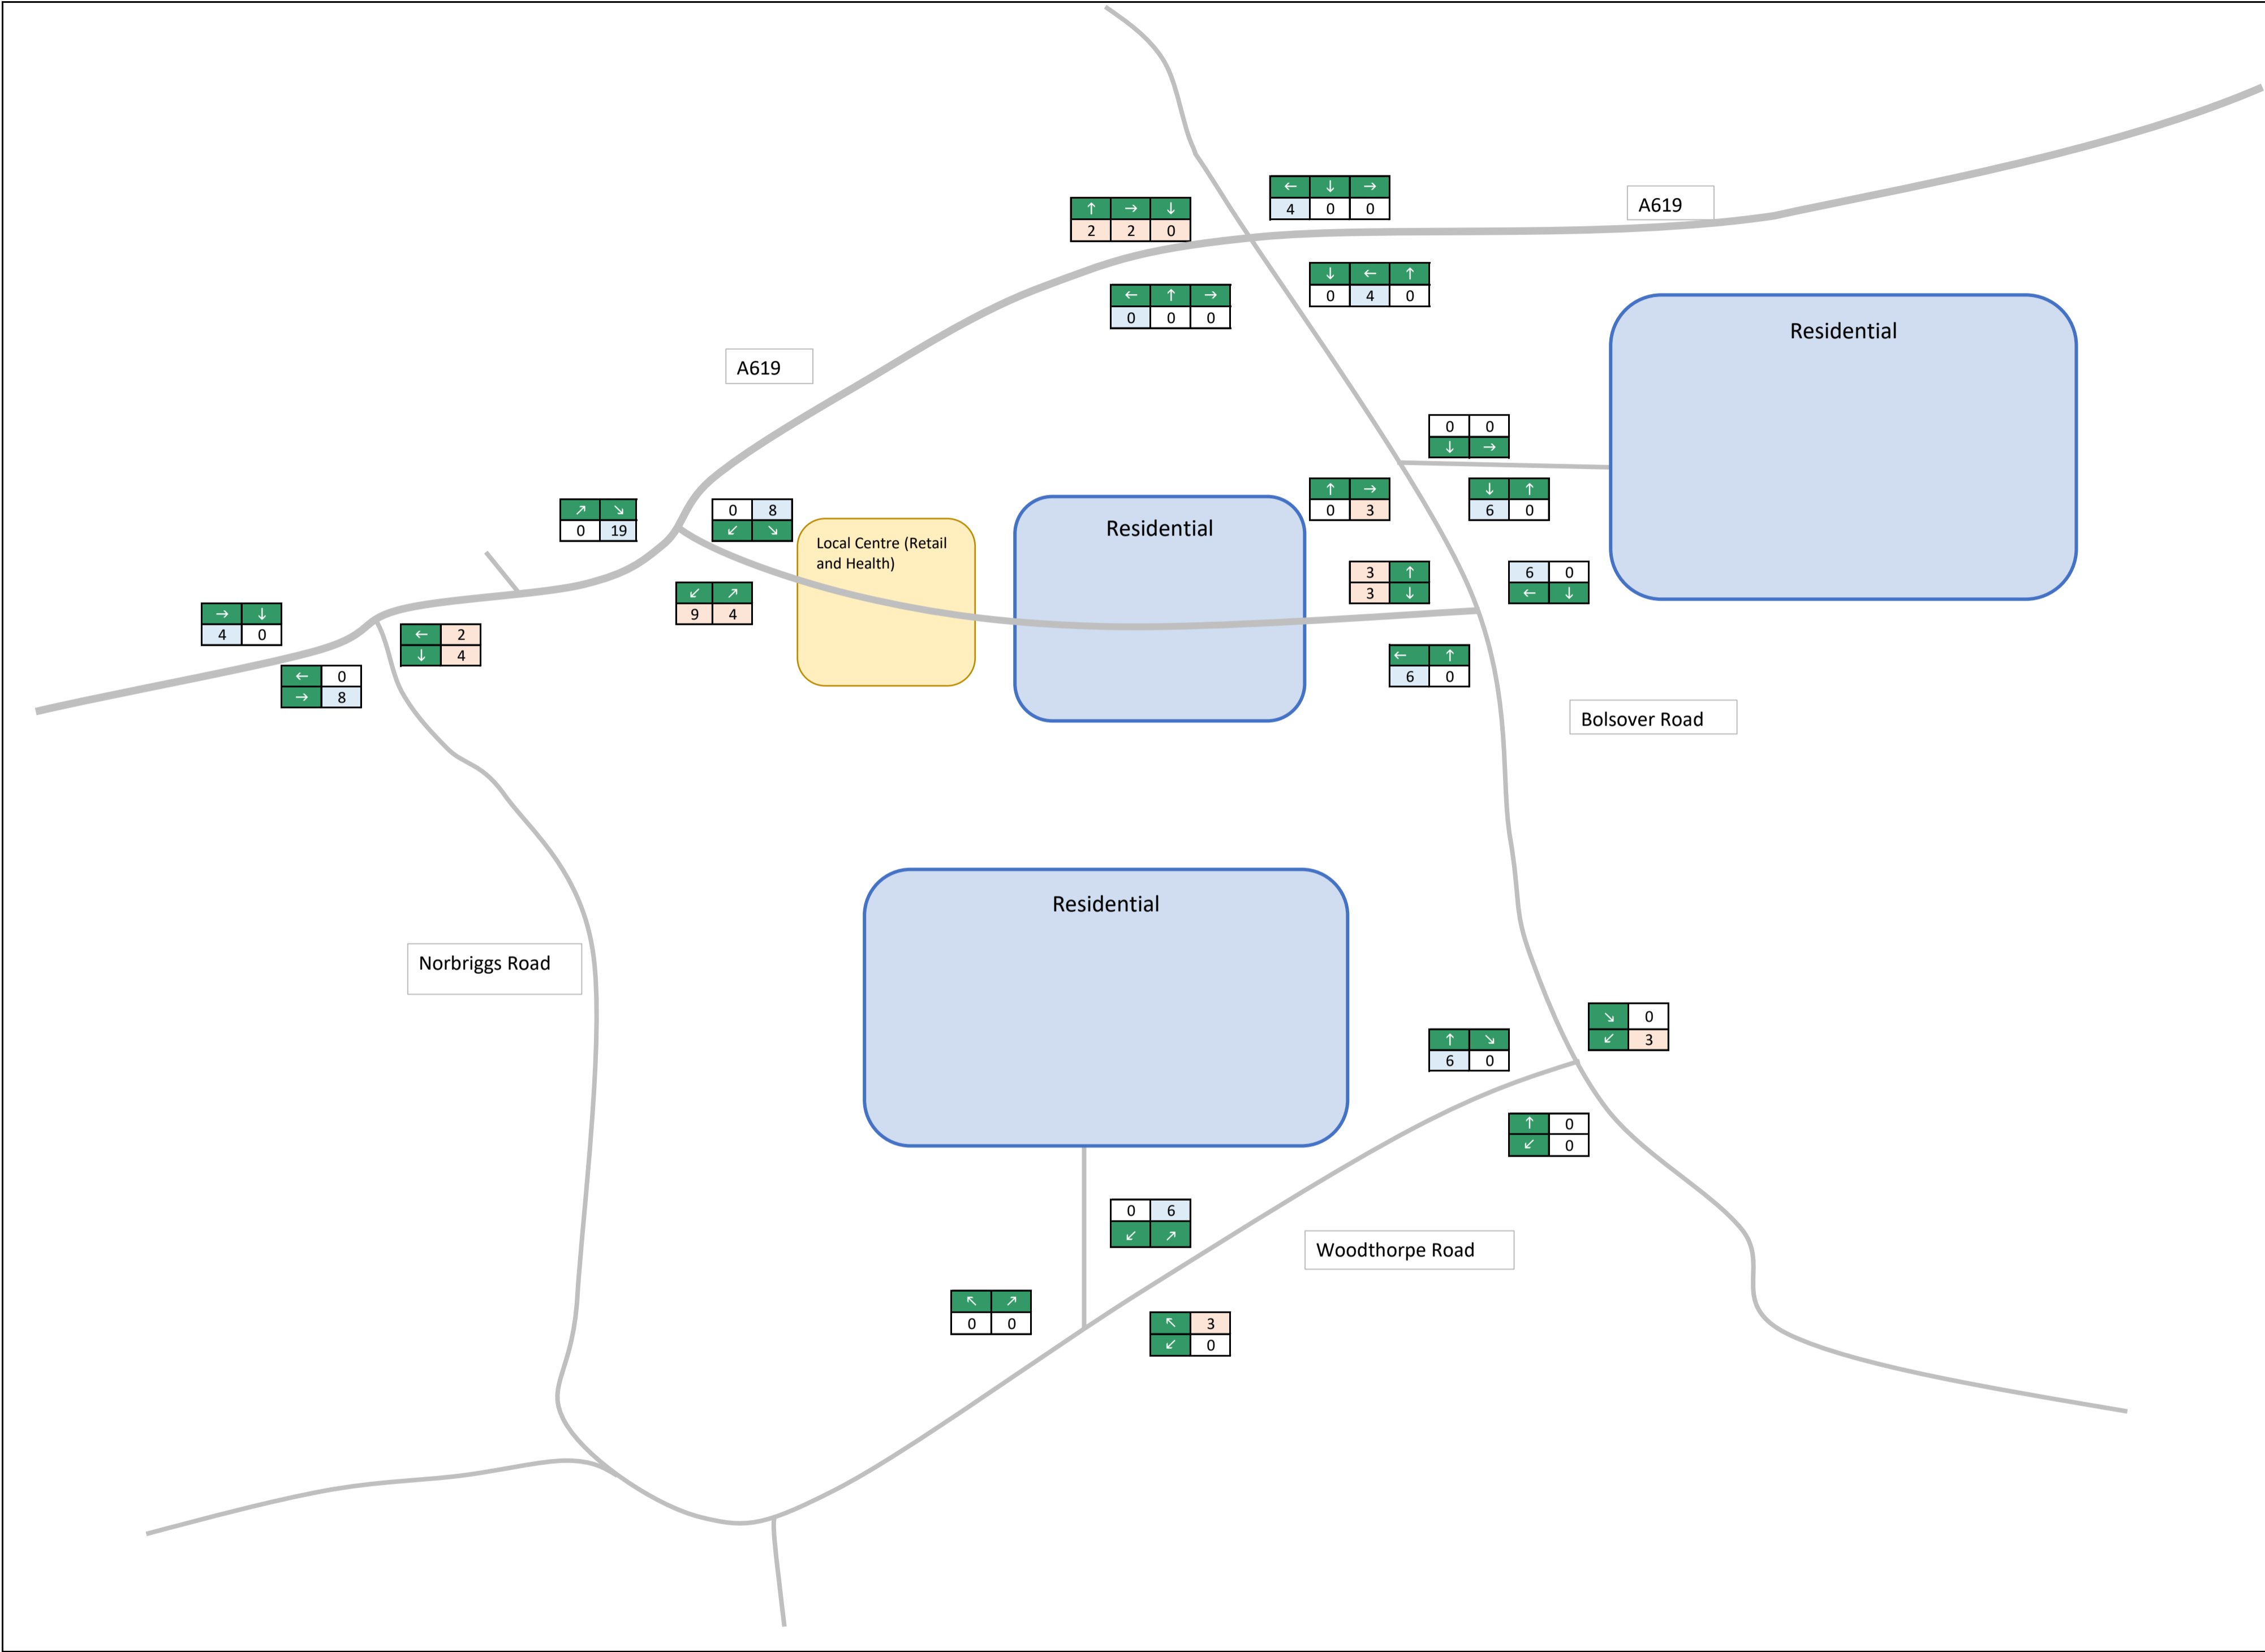 ← ↓ →
4 0 0
A619
↑ → ↓
2 2 0
↓ ← ↑
0 4 0
← ↑ →
0 0 0
Residential
A619
0 0
↓ →
↑ →
0 3
↓ ↑
6 0
↗ ↘
0 19
0 8
↙ ↘
Residential
Local Centre (Retail
and Health)
3 ↑
3 ↓
6 0
← ↓
↙ ↗
9 4
→ ↓
4 0
← 2
↓ 4
← 0
→ 8
← ↑
6 0
Bolsover Road
Residential
Norbriggs Road
↘ 0
↙ 3
↑ ↘
6 0
↑ 0
↙ 0
0 6
↙ ↗
Woodthorpe Road
↖ ↗
0 0
↖ 3
↙ 0